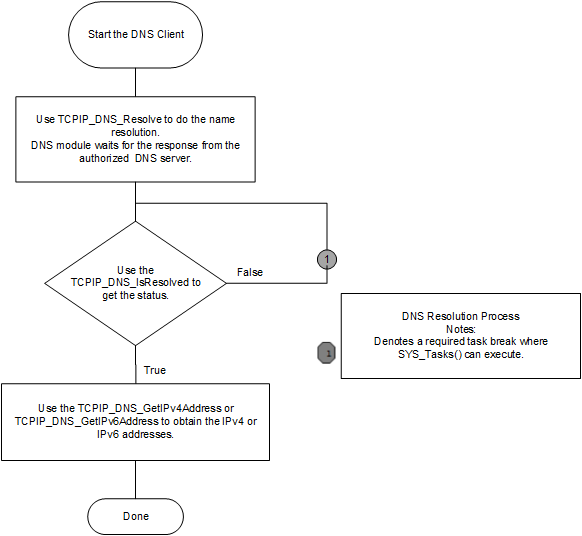 Start the DNS Client
Use TCPIP_DNS_Resolve to do the name
resolution.
DNS module waits for the response from the
authorized DNS server.
1
Use the
TCPIP_DNS_IsResolved to
get the status.
False
DNS Resolution Process
Notes:
1
Denotes a required task break where
SYS_Tasks() can execute.
True
Use the TCPIP_DNS_GetIPv4Address or
TCPIP_DNS_GetIPv6Address to obtain the IPv4 or
IPv6 addresses.
Done